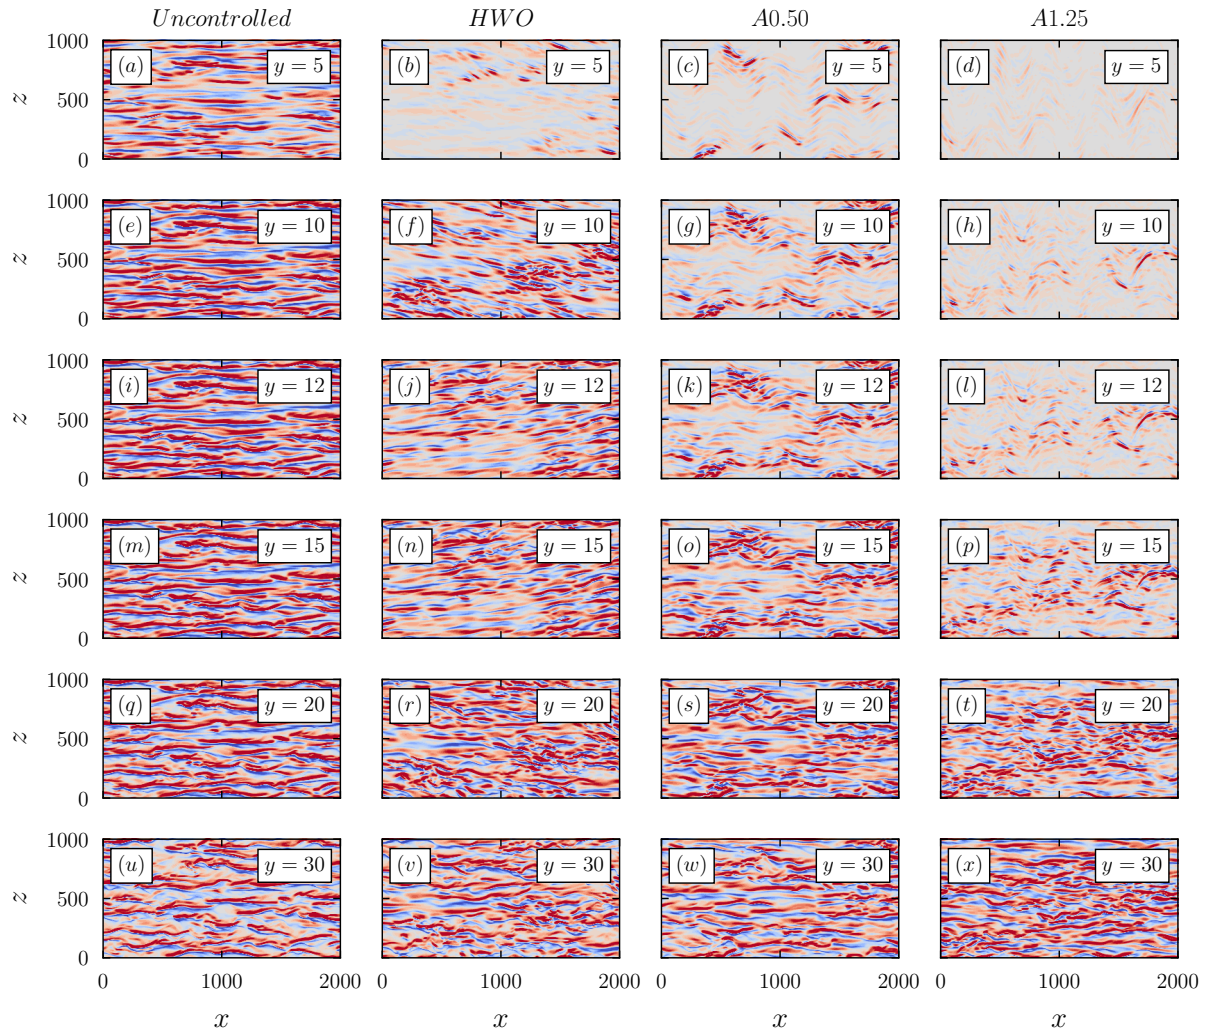 Uncontrolled HWO A0.50 A1.25
1000 (a) y = 5 (b) y = 5 (c) y = 5 (d) y = 5
z 500
0
1000 (e) y = 10 (f) y = 10 (g) y = 10 (h) y = 10
z 500
0
1000 (i) y = 12 (j) y = 12 (k) y = 12 (l) y = 12
z 500
0
1000 (m) y = 15 (n) y = 15 (o) y = 15 (p) y = 15
z 500
0
1000 (q) y = 20 (r) y = 20 (s) y = 20 (t) y = 20
z 500
0
1000 (u) y = 30 (v) y = 30 (w) y = 30 (x) y = 30
z 500
0
0 1000 2000 0 1000 2000 0 1000 2000 0 1000 2000
x x x x